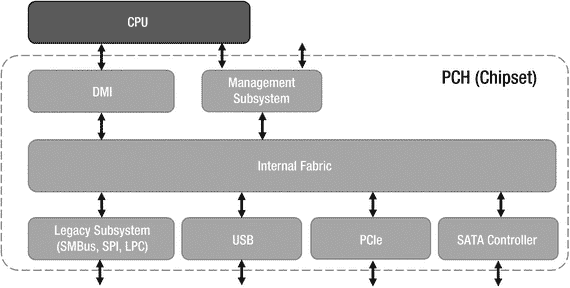 CPU
PCH (Chipset)
DMI
Management
Subsystem
Internal Fabric
Legacy Subsystem
(SMBus, SPI, LPC)
USB
PCIe
SATA Controller